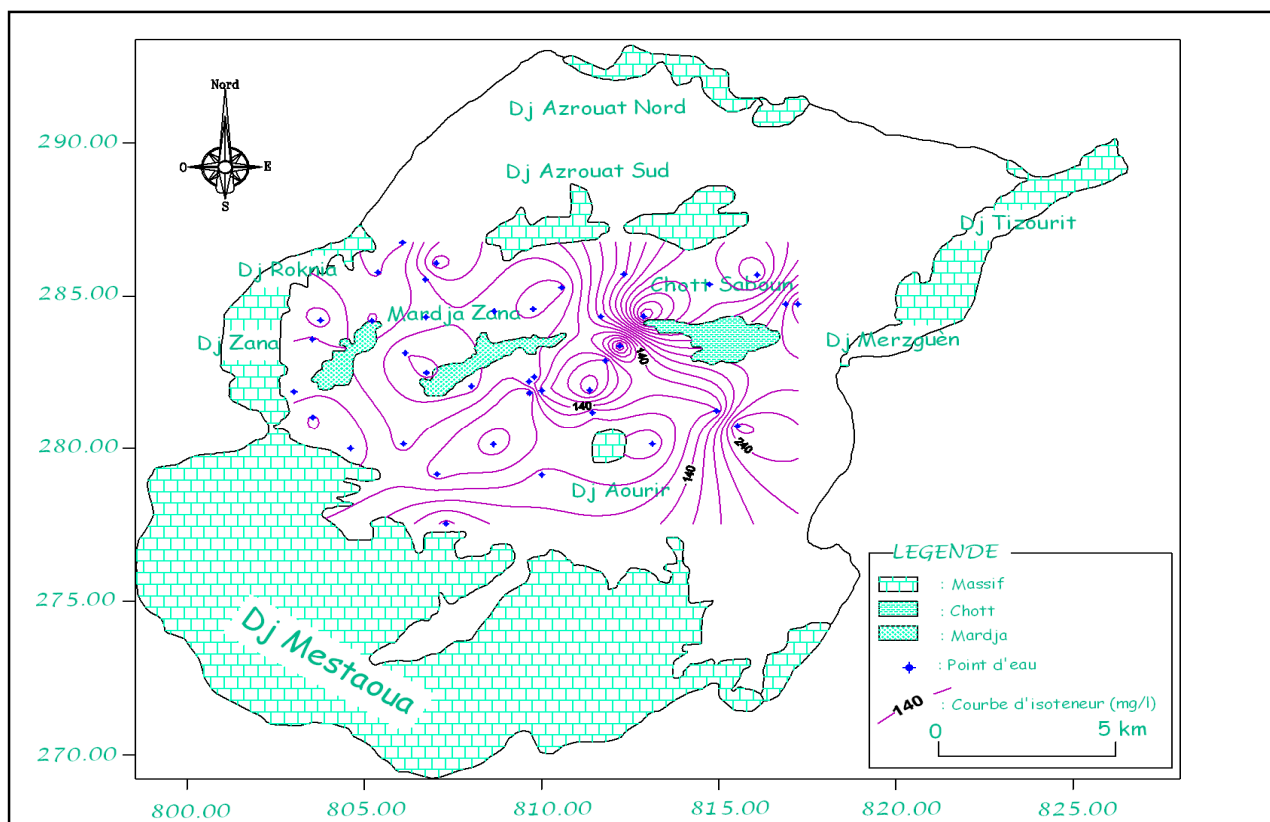 Nord
O
E
S
Dj Azrouat Nord
Dj Azrouat Sud
Dj Tizourit
Dj Roknia
Chott Saboun
Mardja Zana
Dj Zana
Dj Merzguèn
140
140
240
140
Dj Aourir
Dj Mestaoua
290.00
285.00
280.00
275.00
270.00
800.00
805.00
810.00
815.00
820.00
825.00
LEGENDE
: Massif
: Chott
: Mardja
: Point d'eau
140 : Courbe d'isoteneur (mg/l)
0 5 km